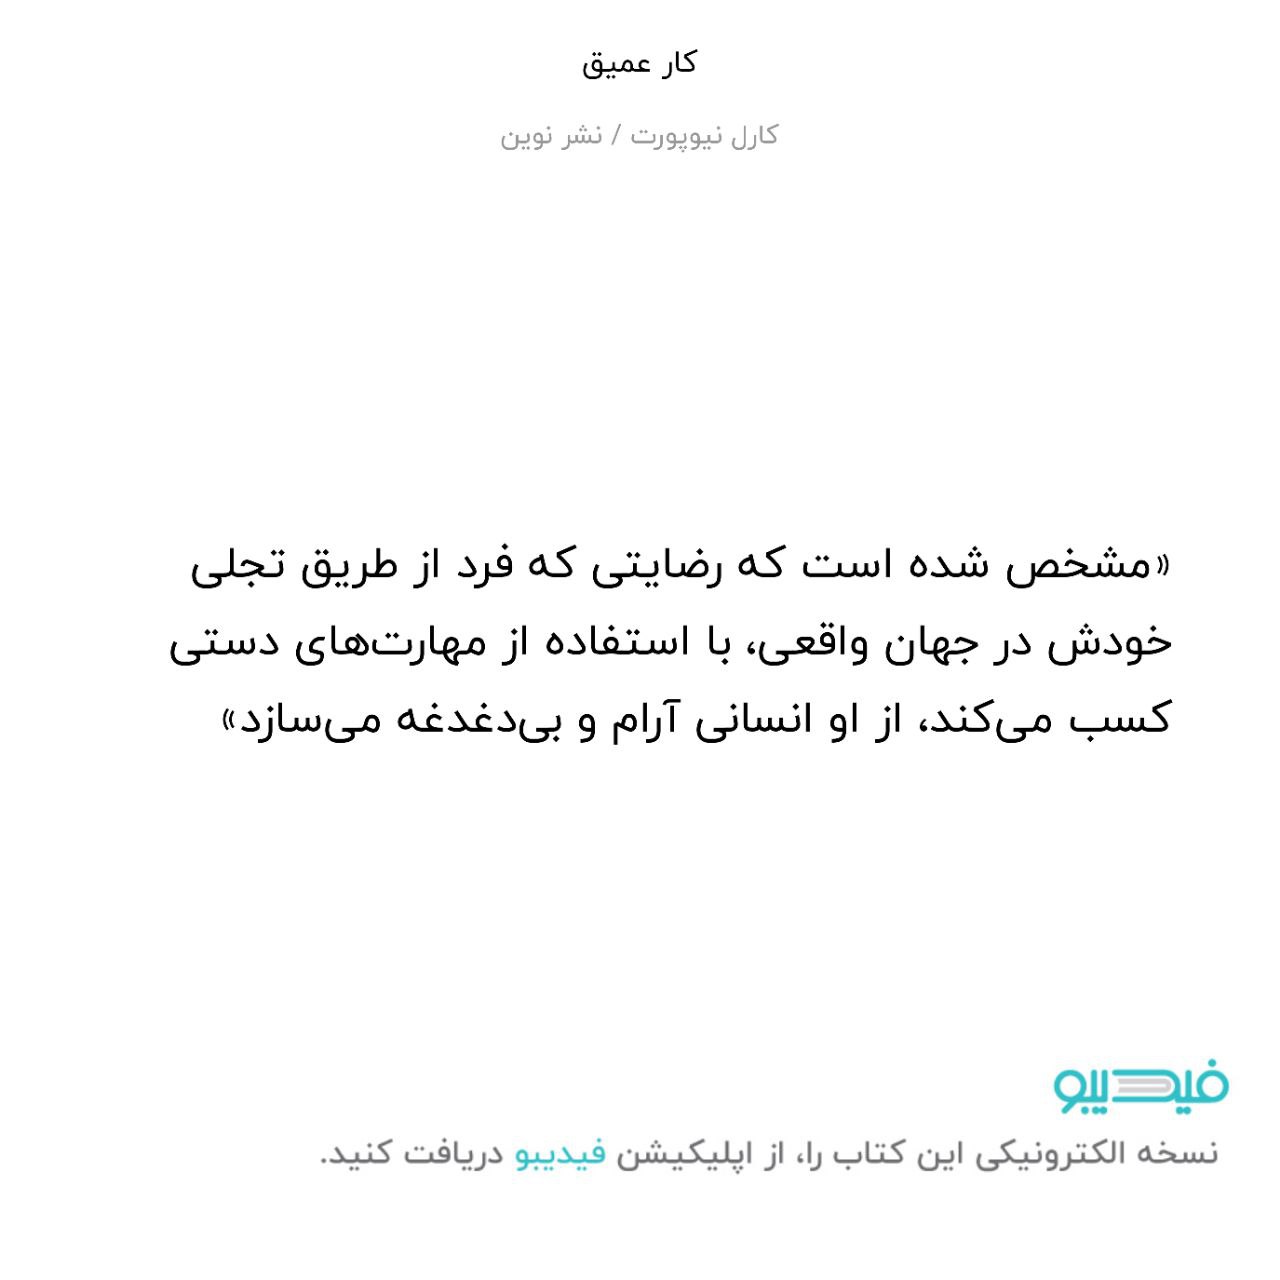 کار عمیق
کارل نیوپورت / نشر نوین
«مشخص شده است که رضایتی که فرد از طریق تجلی
خودش در جهان واقعی، با استفاده از مهارت‌های دستی
کسب می‌کند، از او انسانی آرام و بی‌دغدغه می‌سازد»
فیدیبو
نسخه الکترونیکی این کتاب را، از اپلیکیشن فیدیبو دریافت کنید.